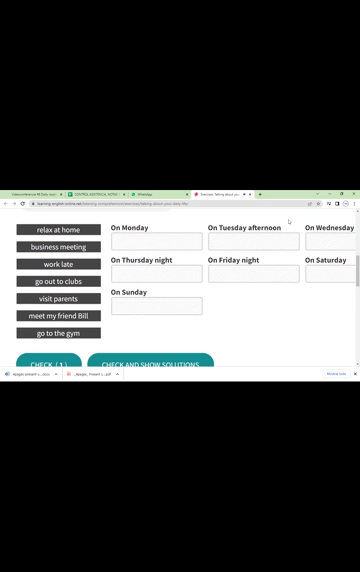 WhatsApp
relax at home
business meeting
work late
go out to clubs
visit parents
meet my friend Bill
go to the gym
On Monday
On Tuesday afternoon
On Wednesday
On Thursday night
On Friday night
On Saturday
On Sunday
CHECK (1)
CHECK AND SHOW SOLUTIONS